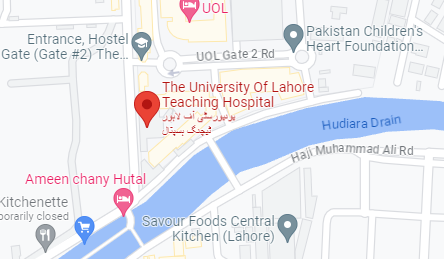 UOL
Entrance, Hostel
Gate (Gate #2) The...
UOL Gate 2 Rd
Pakistan Children's
Heart Foundation...
The University Of Lahore
Teaching Hospital
یونیورسٹی آف لاہور
ٹیچنگ ہسپتال
Hudiara Drain
Haji Muhammad Ali Rd
Ameen chany Hutal
Kitchenette
porarily closed
Savour Foods Central
Kitchen (Lahore)